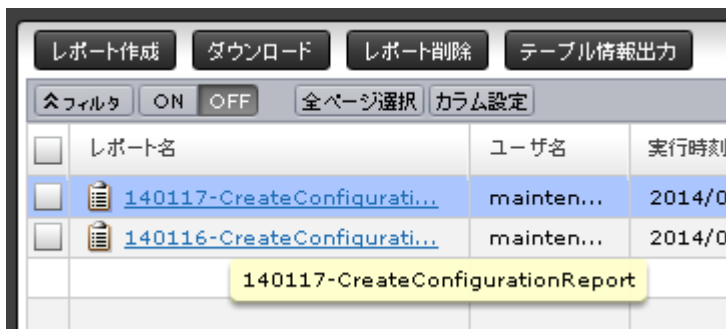 レポート作成 ダウンロード レポート削除 テーブル情報出力
フィルタ ON OFF 全ページ選択 カラム設定
レポート名 ユーザ名 実行時刻
140117-CreateConfigurati... mainten... 2014/0
140116-CreateConfigurati... mainten... 2014/0
140117-CreateConfigurationReport